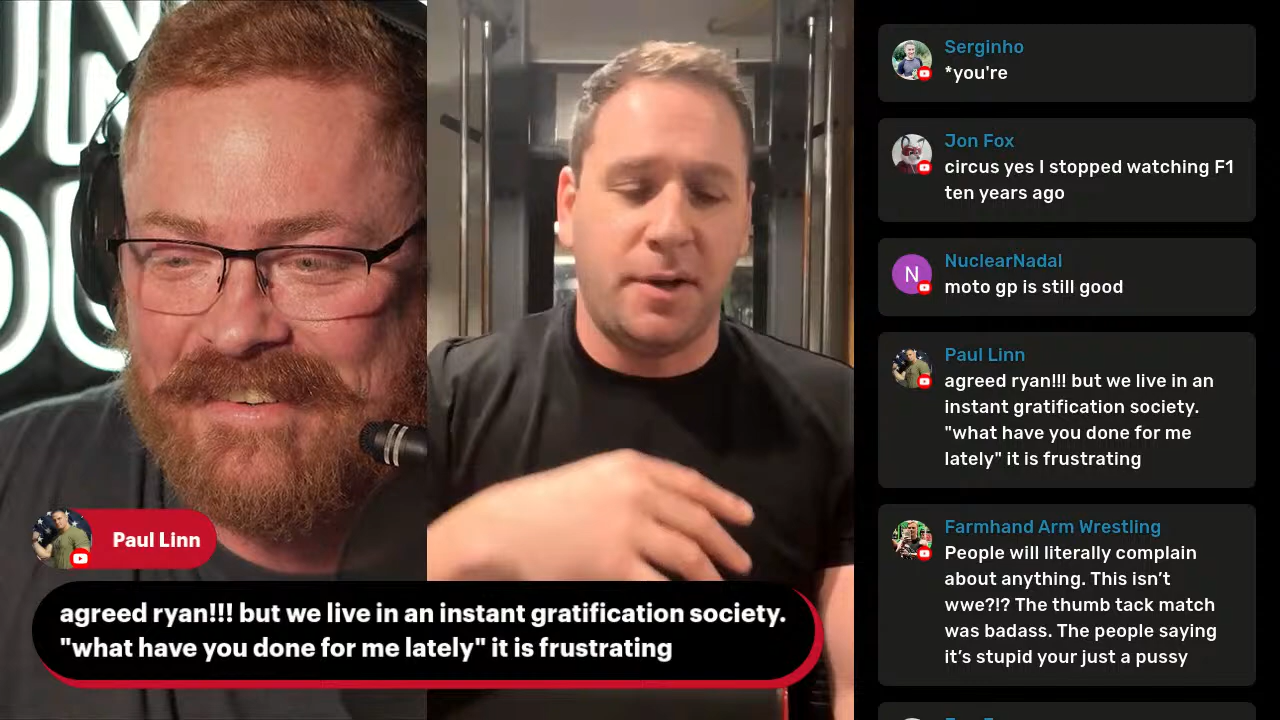 Paul Linn
agreed ryan!!! but we live in an instant gratification society.
"what have you done for me lately" it is frustrating
Serginho
*you're
Jon Fox
circus yes I stopped watching F1
ten years ago
N
NuclearNadal
moto gp is still good
Paul Linn
agreed ryan!!! but we live in an
instant gratification society.
"what have you done for me
lately" it is frustrating
Farmhand Arm Wrestling
People will literally complain
about anything. This isn’t
wwe?!? The thumb tack match
was badass. The people saying
it’s stupid your just a pussy